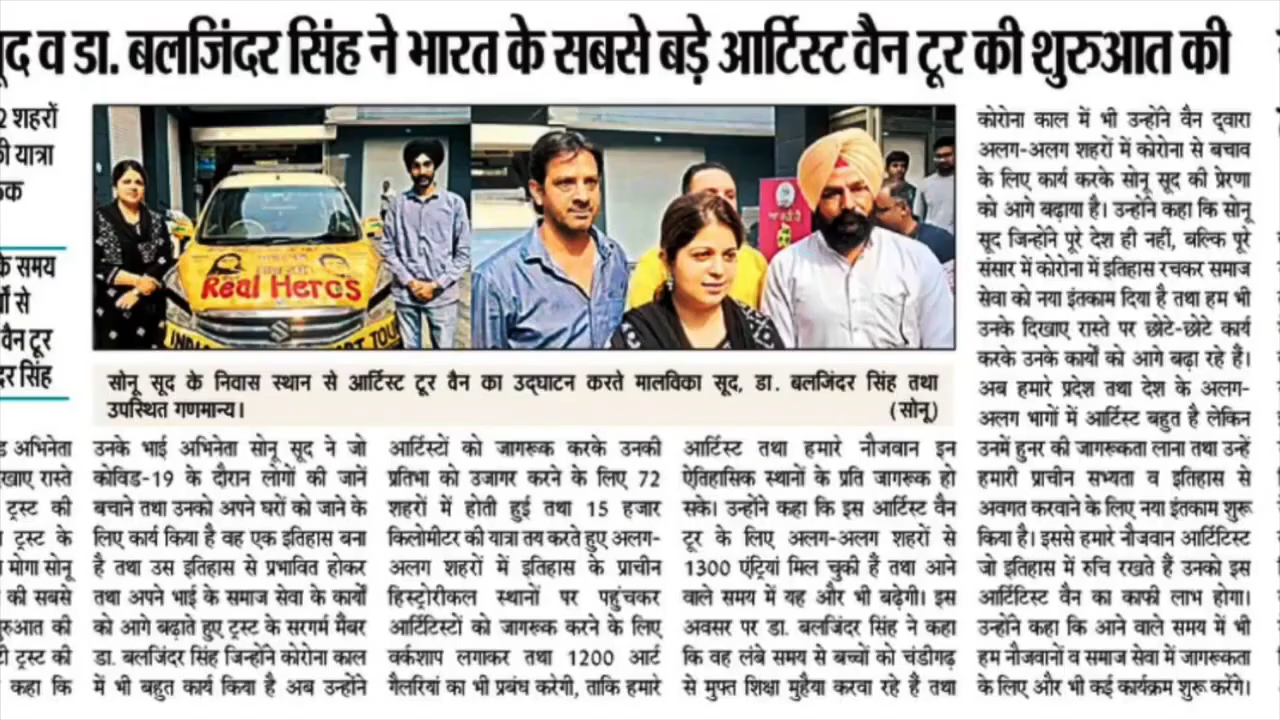 सूद व डा. बलजिंदर सिंह ने भारत के सबसे बड़े आर्टिस्ट वैन टूर की शुरुआत की
2 शहरों
की यात्रा
के समय
से
वैन टूर
सिंह
Real Heros
सोनू सूद के निवास स्थान से आर्टिस्ट टूर वैन का उद्घाटन करते मालविका सूद, डा. बलजिंदर सिंह तथा
उपस्थित गणमान्य। (सोनू)
अभिनेता
रास्ते
ट्रस्ट की
ट्रस्ट के
मोगा सोनू
की सबसे
की
ट्रस्ट की
कहा कि
उनके भाई अभिनेता सोनू सूद ने जो
कोविड-19 के दौरान लोगों की जानें
बचाने तथा उनको अपने घरों को जाने के
लिए कार्य किया है वह एक इतिहास बना
है तथा उस इतिहास से प्रभावित होकर
तथा अपने भाई के समाज सेवा के कार्यों
को आगे बढ़ाते हुए ट्रस्ट के सरगर्म मैंबर
डा. बलजिंदर सिंह जिन्होंने कोरोना काल
में भी बहुत कार्य किया है अब उन्होंने
आर्टिस्टों को जागरूक करके उनकी
प्रतिभा को उजागर करने के लिए 72
शहरों में होती हुई तथा 15 हजार
किलोमीटर की यात्रा तय करते हुए अलग-
अलग शहरों में इतिहास के प्राचीन
हिस्ट्रोरीकल स्थानों पर पहुंचकर
आर्टिटिस्टों को जागरूक करने के लिए
वर्कशाप लगाकर तथा 1200 आर्ट
गैलरियां का भी प्रबंध करेगी, ताकि हमारे
आर्टिस्ट तथा हमारे नौजवान इन
ऐतिहासिक स्थानों के प्रति जागरूक हो
सके। उन्होंने कहा कि इस आर्टिस्ट वैन
टूर के लिए अलग-अलग शहरों से
1300 एंट्रियां मिल चुकी हैं तथा आने
वाले समय में यह और भी बढ़ेगी। इस
अवसर पर डा. बलजिंदर सिंह ने कहा
कि वह लंबे समय से बच्चों को चंडीगढ़
से मुफ्त शिक्षा मुहैया करवा रहे हैं तथा
कोरोना काल में भी उन्होंने वैन द्वारा
अलग-अलग शहरों में कोरोना से बचाव
के लिए कार्य करके सोनू सूद की प्रेरणा
को आगे बढ़ाया है। उन्होंने कहा कि सोनू
सूद जिन्होंने पूरे देश ही नहीं, बल्कि पूरे
संसार में कोरोना में इतिहास रचकर समाज
सेवा को नया इंतकाम दिया है तथा हम भी
उनके दिखाए रास्ते पर छोटे-छोटे कार्य
करके उनके कार्यों को आगे बढ़ा रहे हैं।
अब हमारे प्रदेश तथा देश के अलग-
अलग भागों में आर्टिस्ट बहुत है लेकिन
उनमें हुनर की जागरूकता लाना तथा उन्हें
हमारी प्राचीन सभ्यता व इतिहास से
अवगत करवाने के लिए नया इंतकाम शुरू
किया है। इससे हमारे नौजवान आर्टिटिस्ट
जो इतिहास में रुचि रखते हैं उनको इस
आर्टिटिस्ट वैन का काफी लाभ होगा।
उन्होंने कहा कि आने वाले समय में भी
हम नौजवानों व समाज सेवा में जागरूकता
के लिए और भी कई कार्यक्रम शुरू करेंगे।